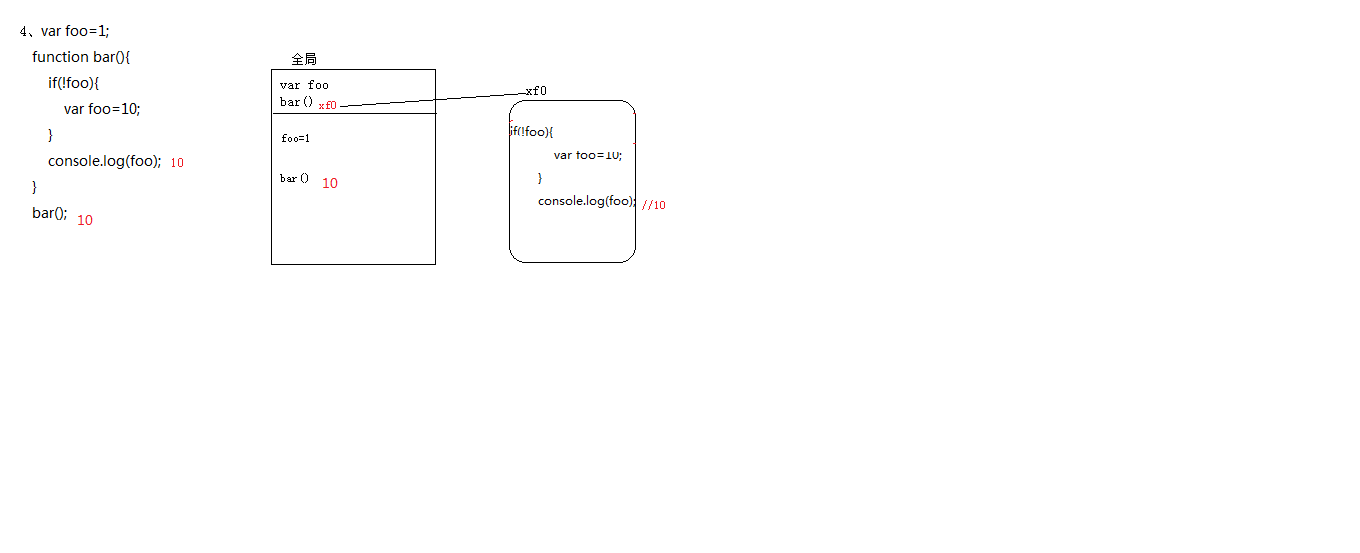 4、var foo=1;
function bar(){
if(!foo){
var foo=10;
}
console.log(foo); 10
}
bar(); 10
全局
var foo
bar() xf0
foo=1
bar() 10
xf0
if(!foo){
var foo=10;
}
console.log(foo); //10